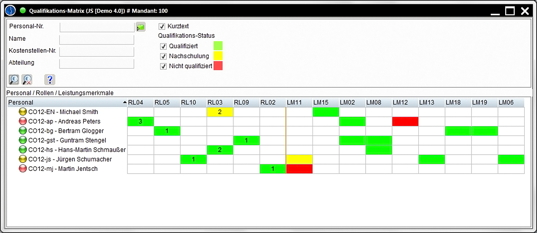 Qualifikations-Matrix (JS [Demo 4.0]) # Mandant: 100
Personal-Nr.
Kurztext
Name
Qualifikations-Status
Kostenstellen-Nr.
Qualifiziert
Abteilung
Nachschulung
Nicht qualifiziert
Personal / Rollen / Leistungsmerkmale
Personal RL04 RL05 RL10 RL03 RL09 RL02 LM11 LM15 LM02 LM08 LM12 LM13 LM18 LM19 LM06
CO12-EN - Michael Smith 2
CO12-ap - Andreas Peters 3
CO12-bg - Bertram Glogger 1
CO12-gst - Guntram Stengel 1
CO12-hs - Hans-Martin Schmaußer 2
CO12-js - Jürgen Schumacher 1
CO12-mj - Martin Jentsch 1